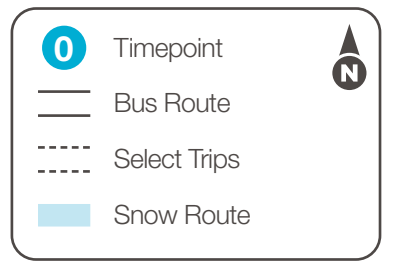 0 Timepoint
N
Bus Route
Select Trips
Snow Route